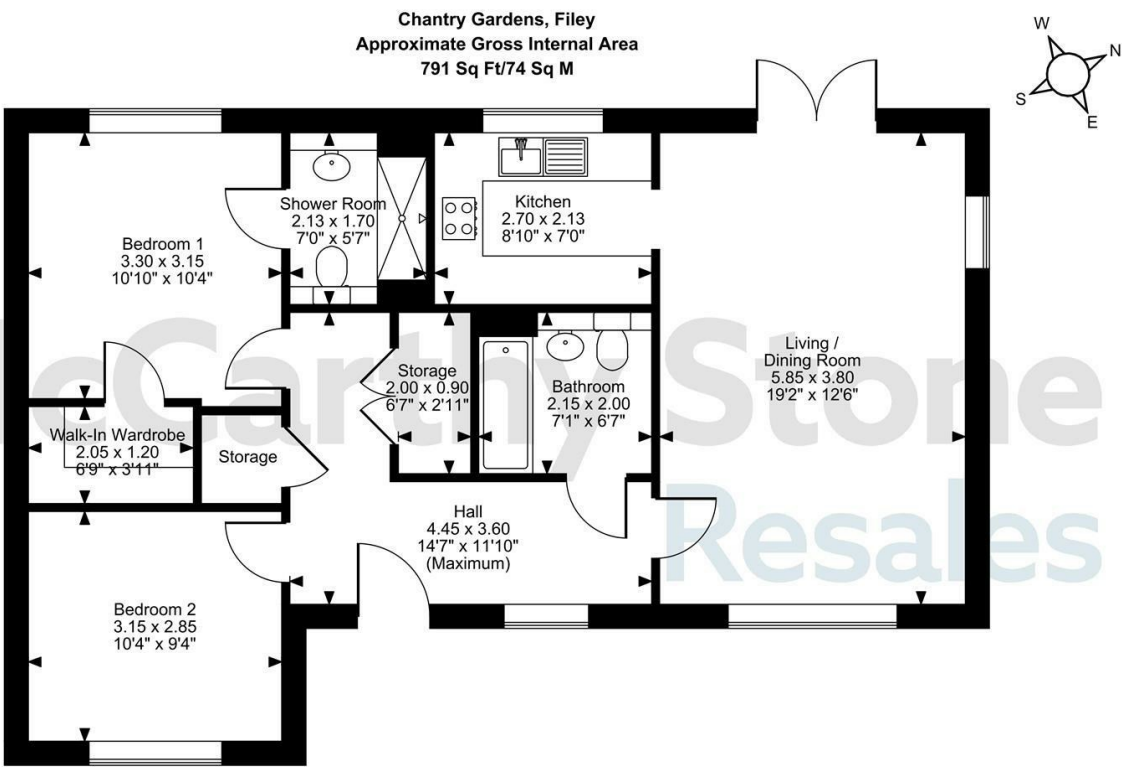 Chantry Gardens, Filey
Approximate Gross Internal Area
791 Sq Ft/74 Sq M
W
N
S
E
Bedroom 1
3.30 x 3.15
10'10" x 10'4"
Shower Room
2.13 x 1.70
7'0" x 5'7"
Kitchen
2.70 x 2.13
8'10" x 7'0"
Living /
Dining Room
5.85 x 3.80
19'2" x 12'6"
Storage
2.00 x 0.90
6'7" x 2'11"
Bathroom
2.15 x 2.00
7'1" x 6'7"
Walk-In Wardrobe
2.05 x 1.20
6'9" x 3'11"
Storage
Hall
4.45 x 3.60
14'7" x 11'10"
(Maximum)
Bedroom 2
3.15 x 2.85
10'4" x 9'4"
cCarthy Stone
Resales